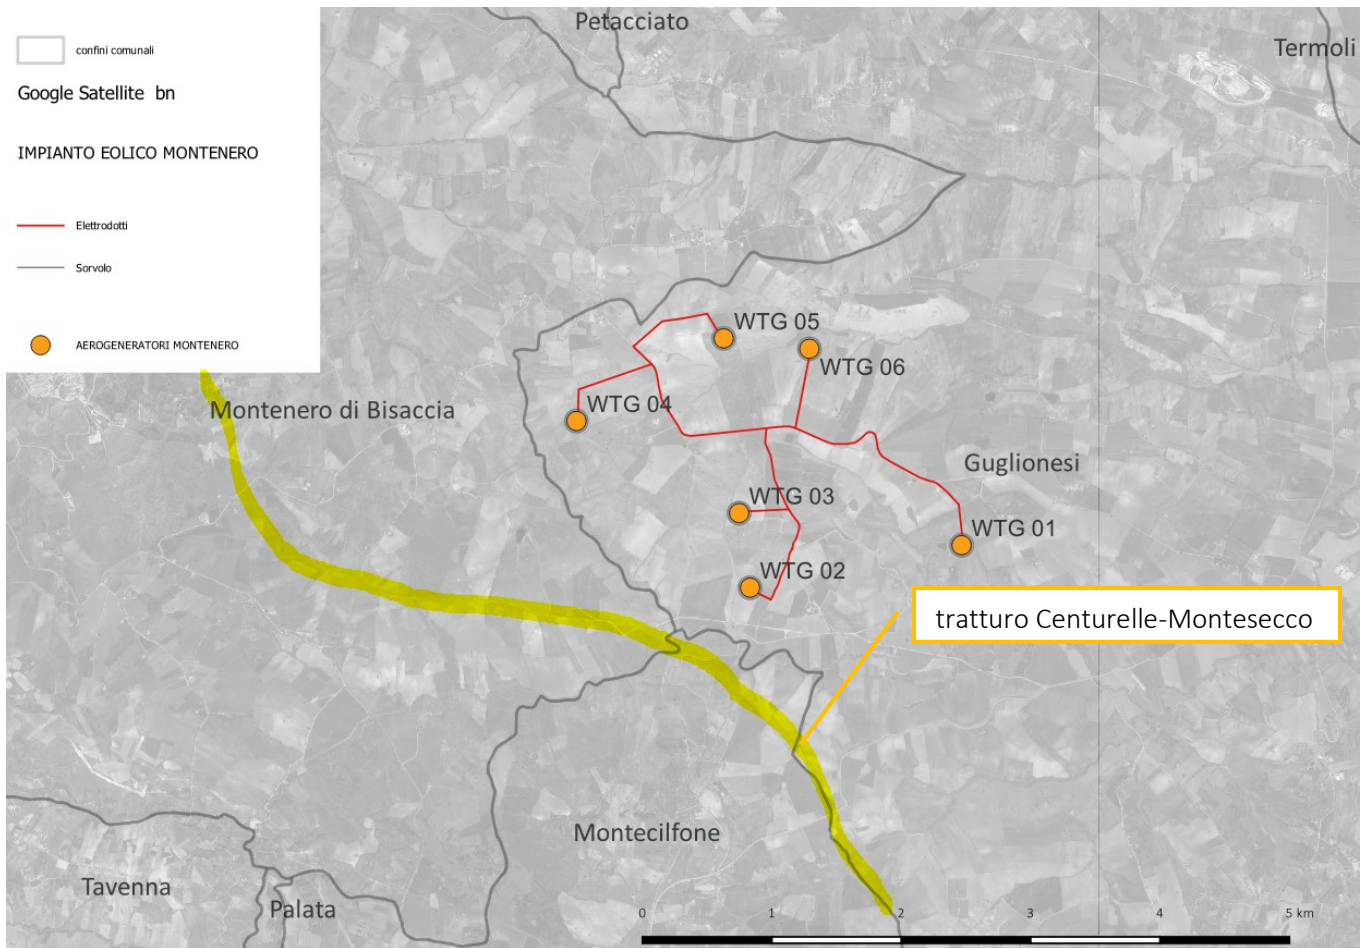 Petacciato
Termoli
confini comunali
Google Satellite bn
IMPIANTO EOLICO MONTENERO
Elettrodotti
Sorvolo
AEROGENERATORI MONTENERO
WTG 05
WTG 06
Montenero di Bisaccia
WTG 04
Guglionesi
WTG 03
WTG 01
WTG 02
tratturo Centurelle-Montesecco
Montecilfone
Tavenna
Palata
0 1 2 3 4 5 km